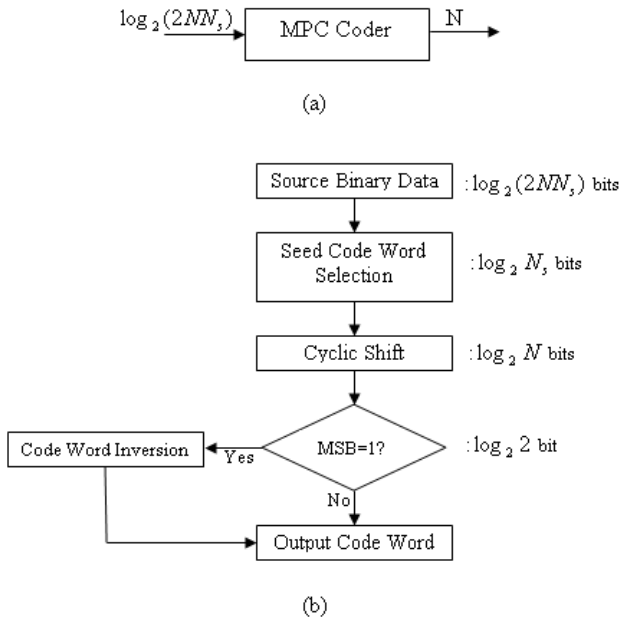 log₂(2NNₛ)
MPC Coder
N
(a)
Source Binary Data
:log₂(2NNₛ) bits
Seed Code Word
Selection
:log₂ Nₛ bits
Cyclic Shift
:log₂ N bits
MSB=1?
:log₂ 2 bit
Code Word Inversion
Yes
No
Output Code Word
(b)